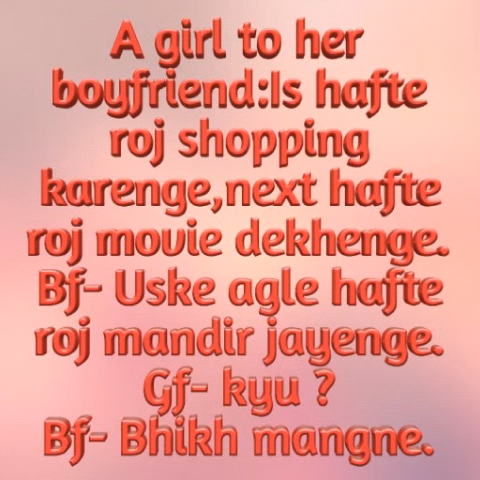 A girl to her
boyfriend:Is hafte
roj shopping
karenge,next hafte
roj movie dekhenge.
Bf- Uske agle hafte
roj mandir jayenge.
Gf- kyu ?
Bf- Bhikh mangne.